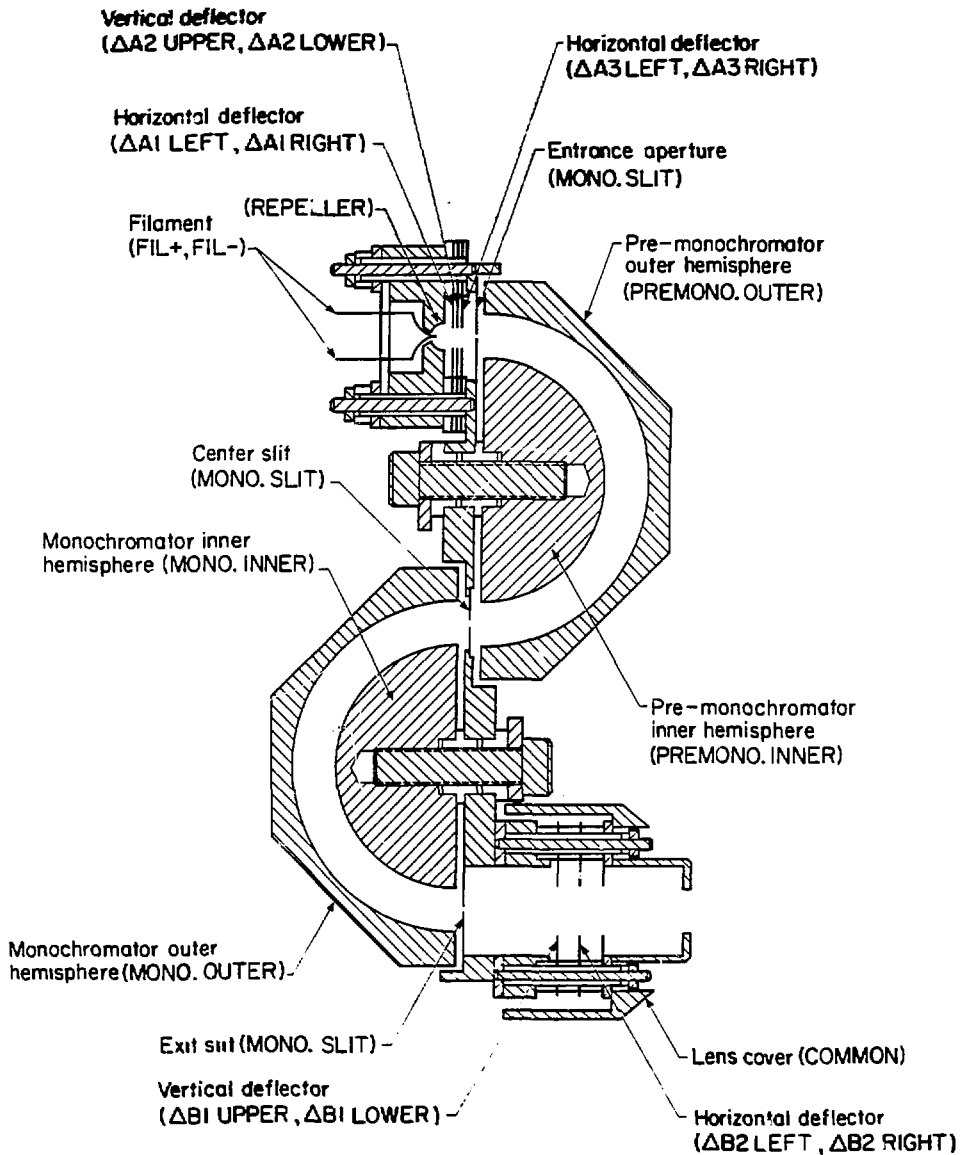 Vertical deflector
(ΔA2 UPPER, ΔA2 LOWER)
Horizontal deflector
(ΔA3 LEFT, ΔA3 RIGHT)
Horizontal deflector
(ΔA1 LEFT, ΔA1 RIGHT)
Entrance aperture
(MONO. SLIT)
(REPELLER)
Filament
(FIL+, FIL-)
Pre-monochromator
outer hemisphere
(PREMONO. OUTER)
Center slit
(MONO. SLIT)
Monochromator inner
hemisphere (MONO. INNER)
Pre-monochromator
inner hemisphere
(PREMONO. INNER)
Monochromator outer
hemisphere (MONO. OUTER)
Exit slit (MONO. SLIT)
Lens cover (COMMON)
Vertical deflector
(ΔB1 UPPER, ΔB1 LOWER)
Horizontal deflector
(ΔB2 LEFT, ΔB2 RIGHT)